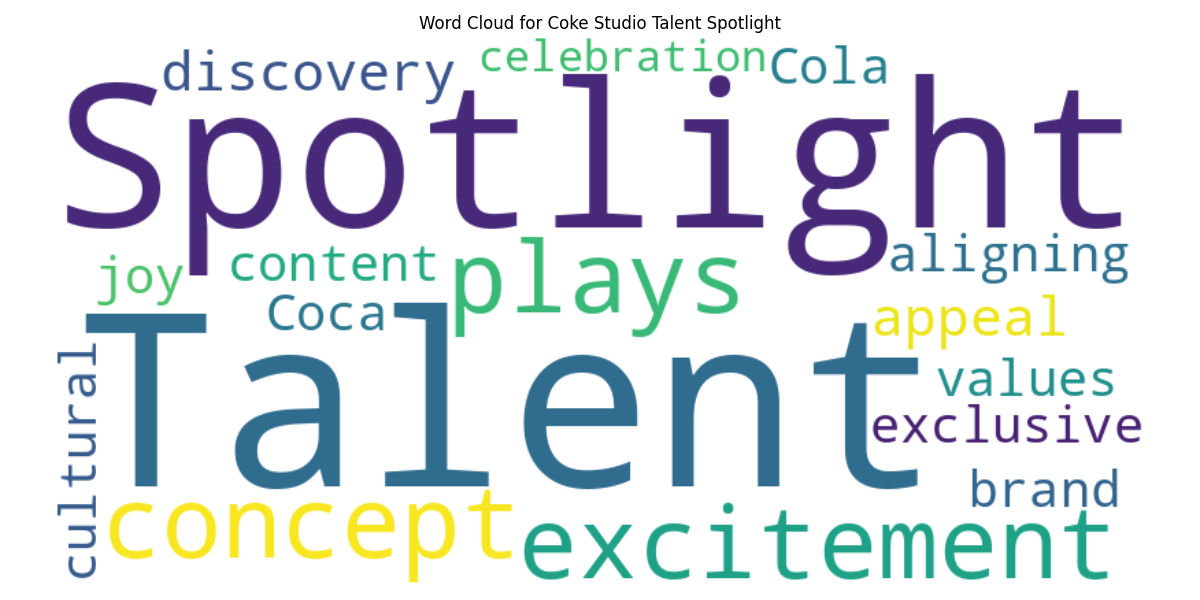 Word Cloud for Coke Studio Talent Spotlight
discovery
celebration
Cola
Spotlight
joy
content
plays
aligning
Coca
appeal
Talent
values
cultural
exclusive
brand
concept
excitement